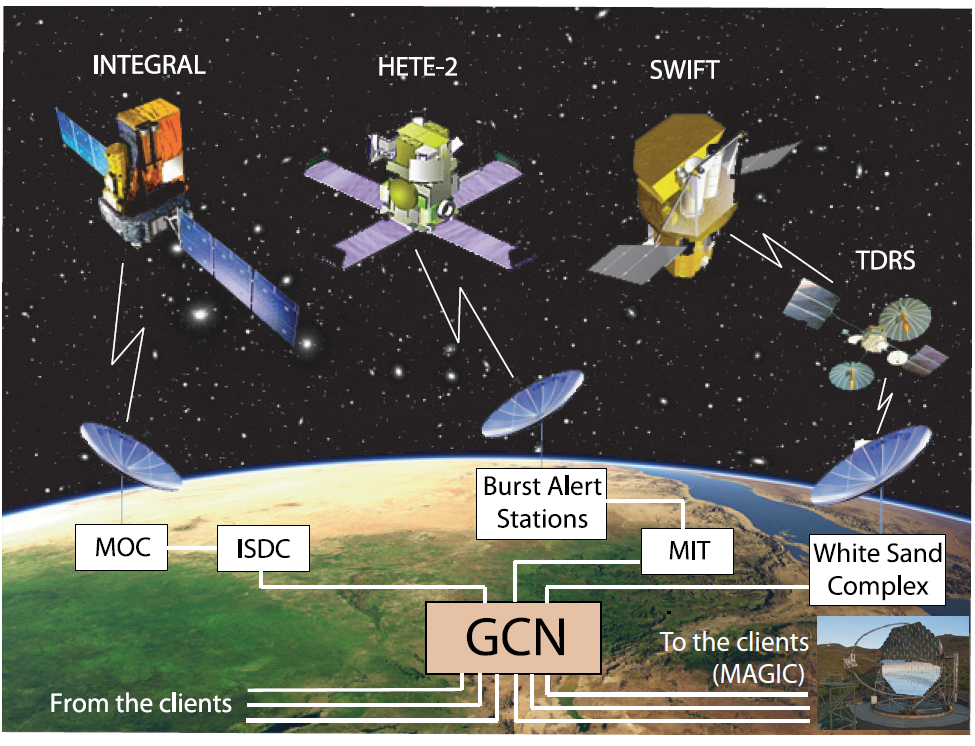 INTEGRAL
HETE-2
SWIFT
TDRS
Burst Alert
Stations
MOC
ISDC
MIT
White Sand
Complex
GCN
To the clients
(MAGIC)
From the clients